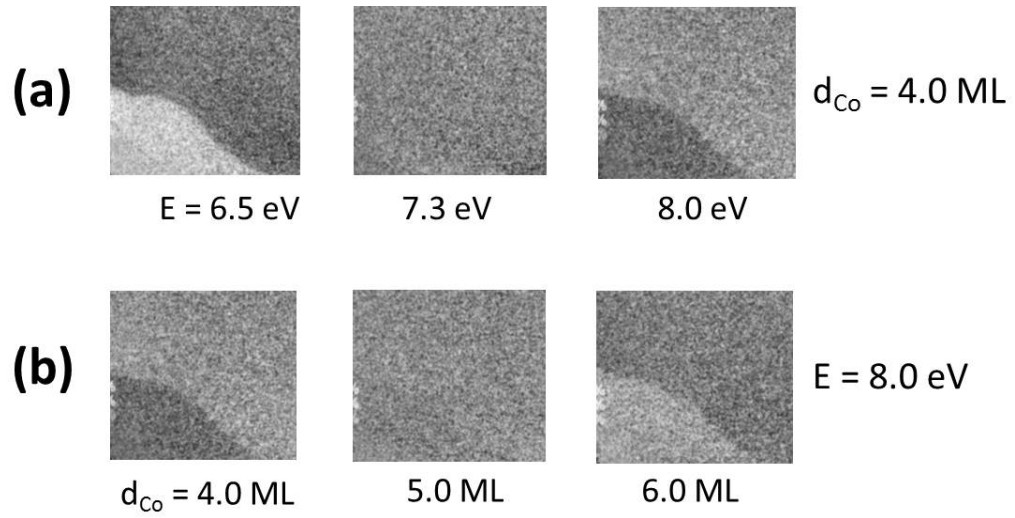 (a)
d_Co = 4.0 ML
E = 6.5 eV
7.3 eV
8.0 eV
(b)
E = 8.0 eV
d_Co = 4.0 ML
5.0 ML
6.0 ML